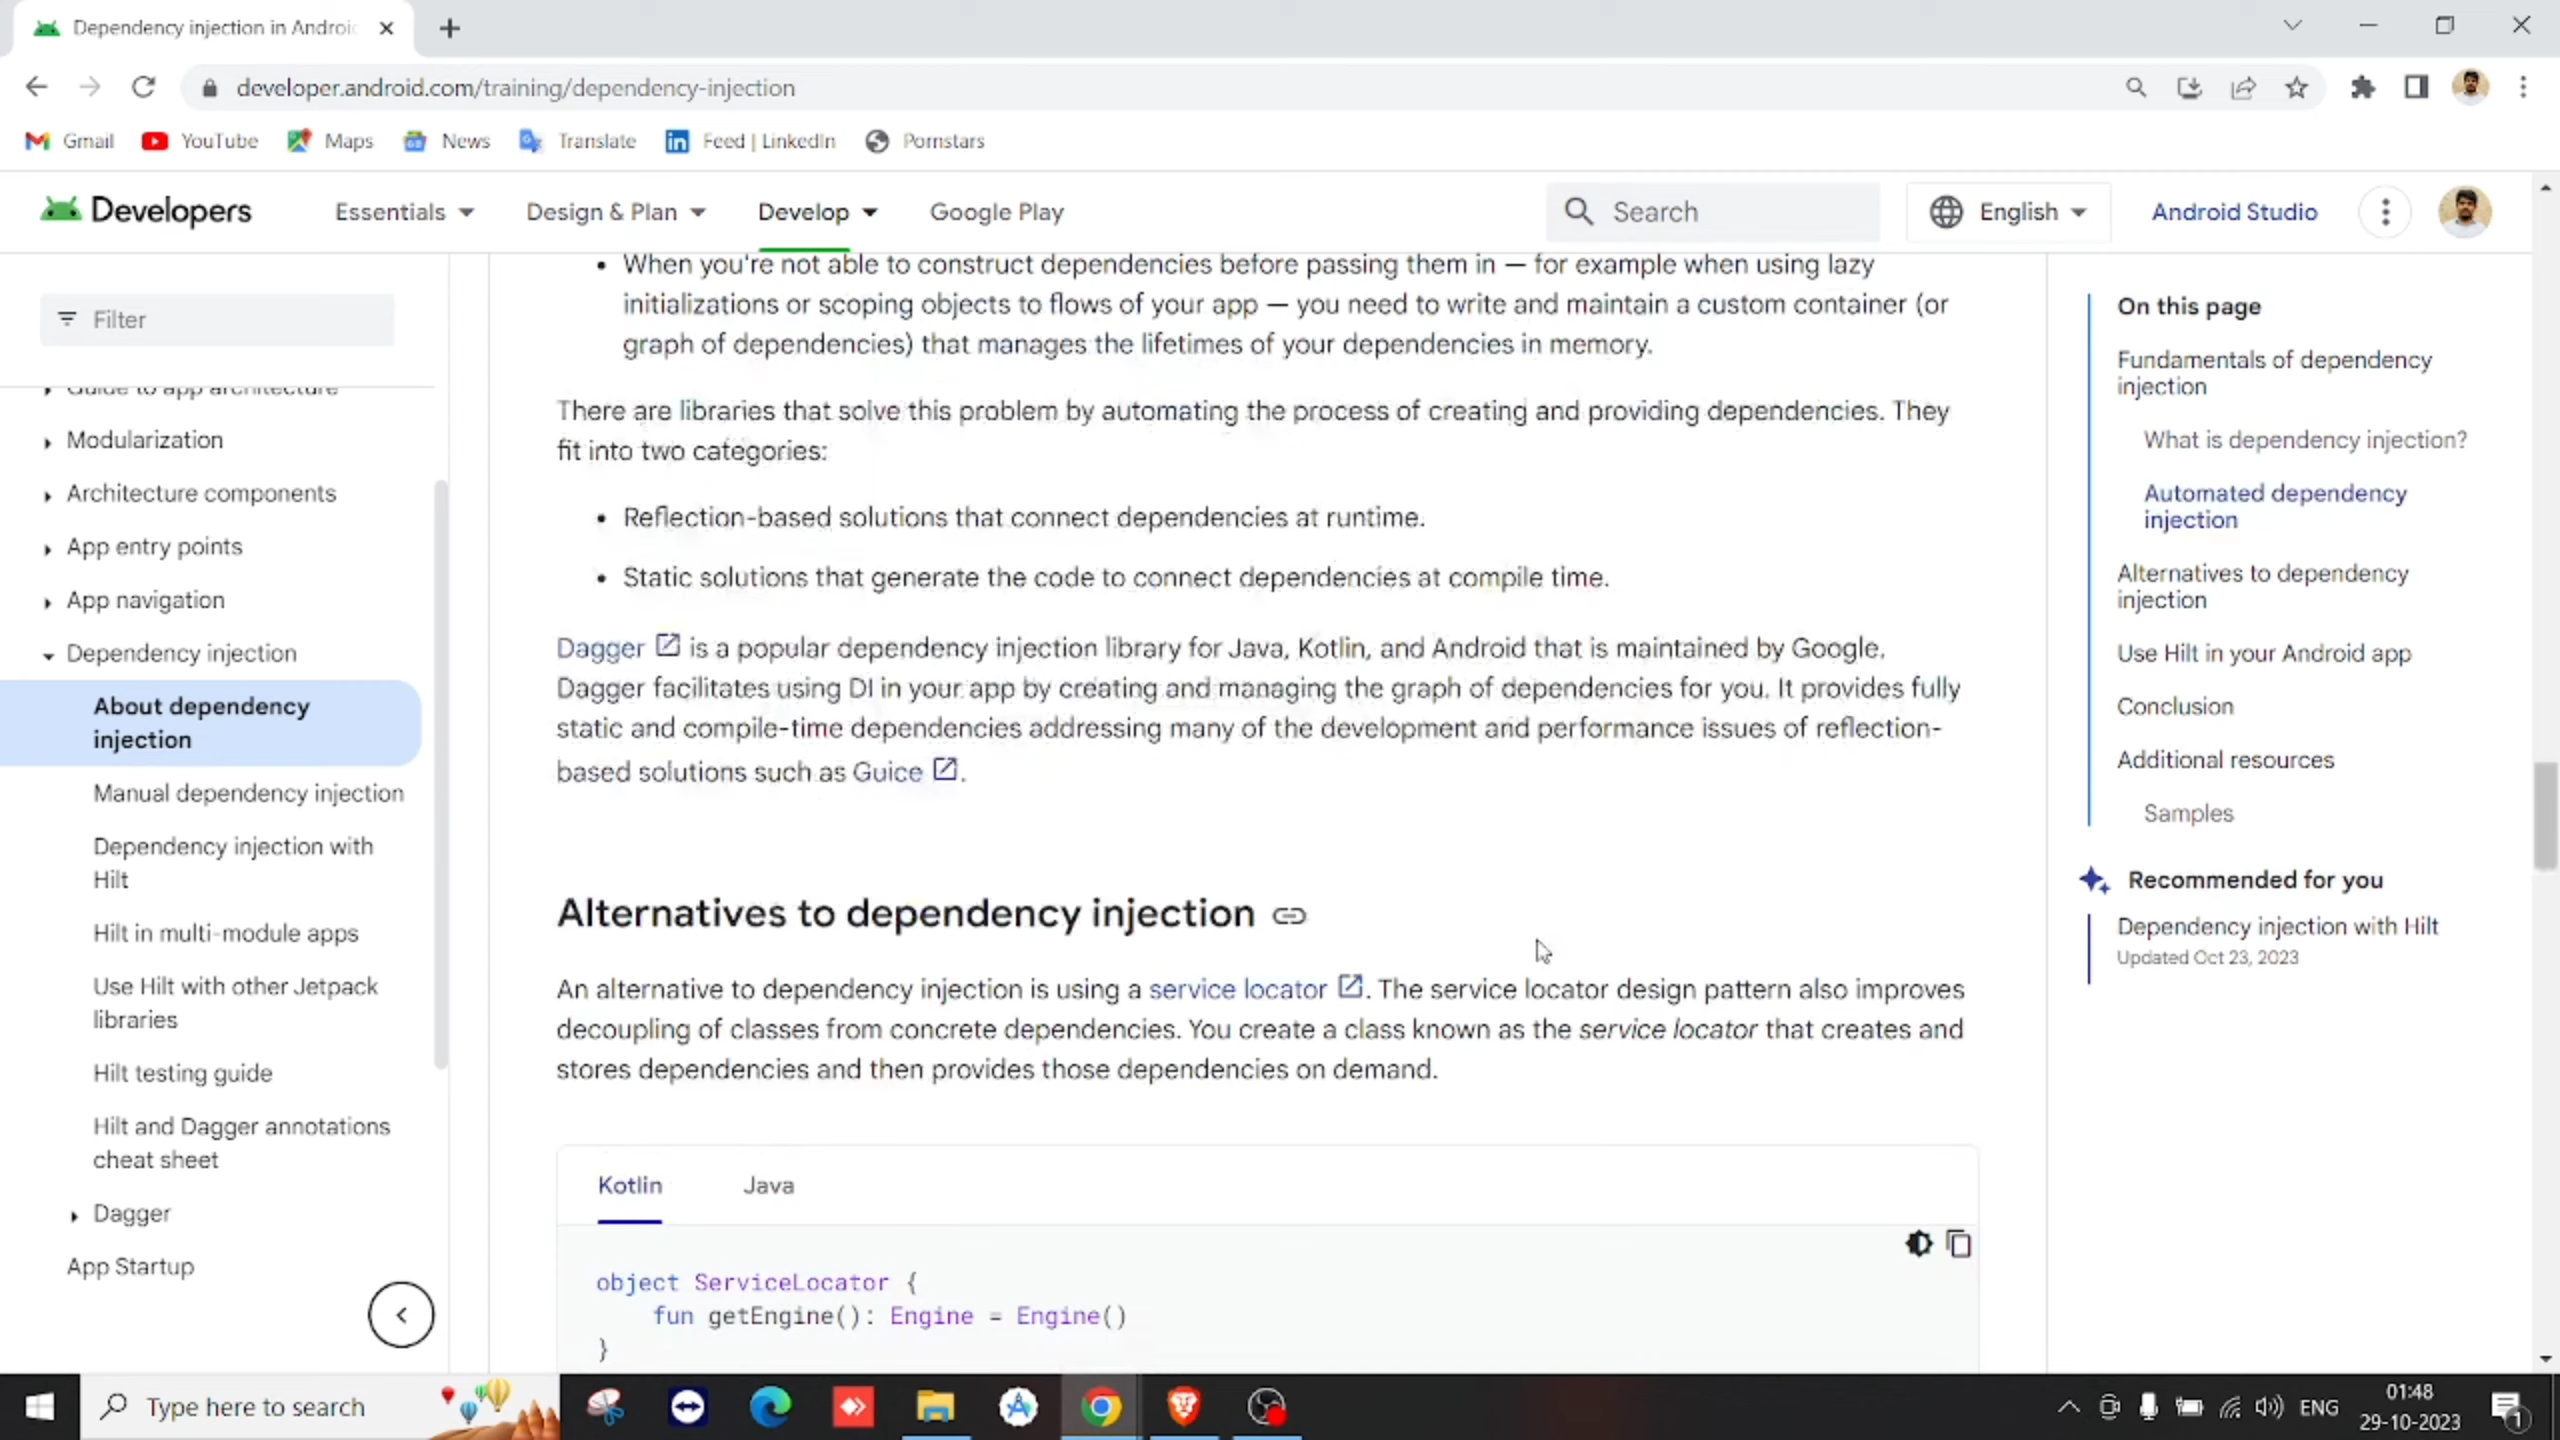 Dependency injection in Androi
developer.android.com/training/dependency-injection
Gmail YouTube Maps News Translate Feed | LinkedIn Pornstars
Developers Essentials Design & Plan Develop Google Play Search English Android Studio
Filter
Guide to app architecture
Modularization
Architecture components
App entry points
App navigation
Dependency injection
About dependency
injection
Manual dependency injection
Dependency injection with
Hilt
Hilt in multi-module apps
Use Hilt with other Jetpack
libraries
Hilt testing guide
Hilt and Dagger annotations
cheat sheet
Dagger
App Startup
• When you're not able to construct dependencies before passing them in — for example when using lazy
initializations or scoping objects to flows of your app — you need to write and maintain a custom container (or
graph of dependencies) that manages the lifetimes of your dependencies in memory.
There are libraries that solve this problem by automating the process of creating and providing dependencies. They
fit into two categories:
• Reflection-based solutions that connect dependencies at runtime.
• Static solutions that generate the code to connect dependencies at compile time.
Dagger is a popular dependency injection library for Java, Kotlin, and Android that is maintained by Google.
Dagger facilitates using DI in your app by creating and managing the graph of dependencies for you. It provides fully
static and compile-time dependencies addressing many of the development and performance issues of reflection-
based solutions such as Guice .
Alternatives to dependency injection
An alternative to dependency injection is using a service locator . The service locator design pattern also improves
decoupling of classes from concrete dependencies. You create a class known as the service locator that creates and
stores dependencies and then provides those dependencies on demand.
Kotlin Java
object ServiceLocator {
fun getEngine(): Engine = Engine()
}
On this page
Fundamentals of dependency
injection
What is dependency injection?
Automated dependency
injection
Alternatives to dependency
injection
Use Hilt in your Android app
Conclusion
Additional resources
Samples
Recommended for you
Dependency injection with Hilt
Updated Oct 23, 2023
Type here to search
ENG
01:48
29-10-2023
1